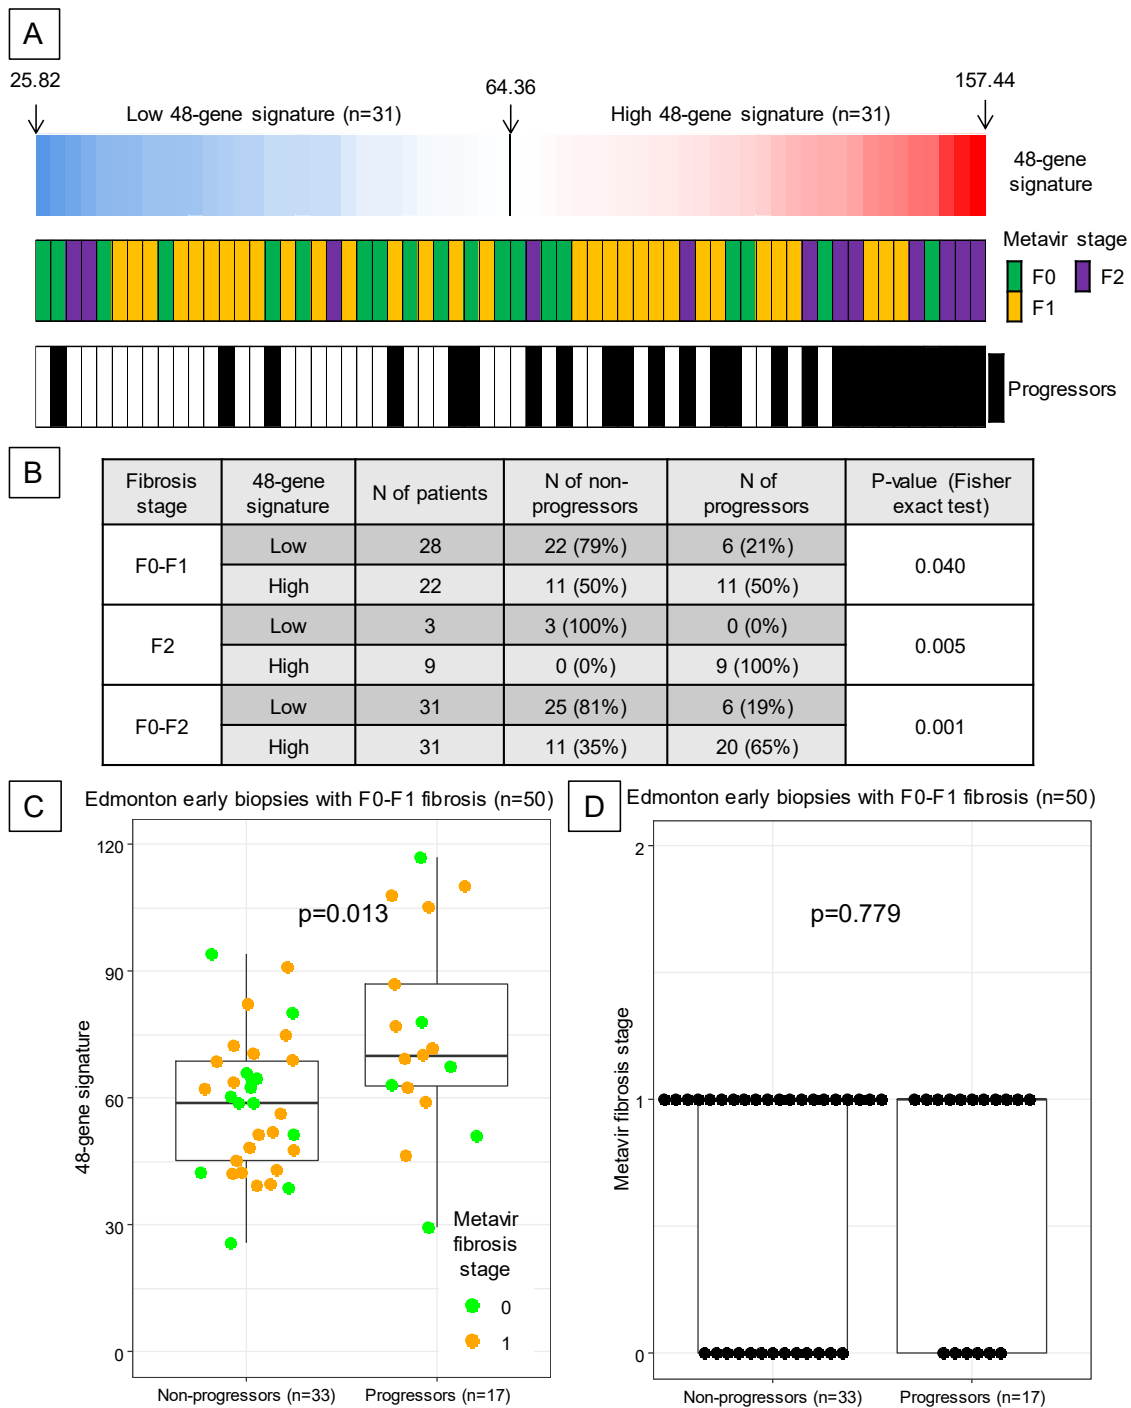 A
25.82
64.36
157.44
Low 48-gene signature (n=31)
High 48-gene signature (n=31)
48-gene
signature
Metavir stage
F0
F2
F1
Progressors
B
Fibrosis
stage
48-gene
signature
N of patients
N of non-
progressors
N of
progressors
P-value (Fisher
exact test)
F0-F1
Low
28
22 (79%)
6 (21%)
0.040
High
22
11 (50%)
11 (50%)
F2
Low
3
3 (100%)
0 (0%)
0.005
High
9
0 (0%)
9 (100%)
F0-F2
Low
31
25 (81%)
6 (19%)
0.001
High
31
11 (35%)
20 (65%)
C
Edmonton early biopsies with F0-F1 fibrosis (n=50)
120
90
60
30
0
48-gene signature
p=0.013
Metavir
fibrosis
stage
0
1
Non-progressors (n=33)
Progressors (n=17)
D
Edmonton early biopsies with F0-F1 fibrosis (n=50)
2
1
0
Metavir fibrosis stage
p=0.779
Non-progressors (n=33)
Progressors (n=17)